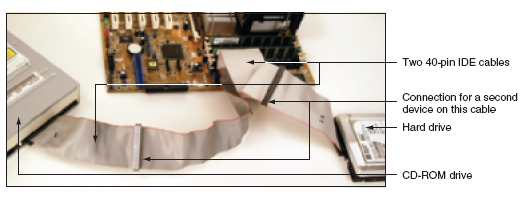 Two 40-pin IDE cables
Connection for a second
device on this cable
Hard drive
CD-ROM drive